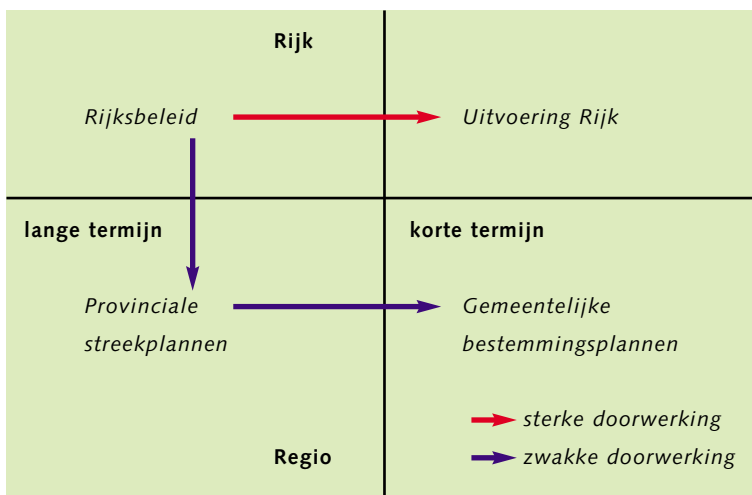 Rijk
Rijksbeleid
Uitvoering Rijk
lange termijn
korte termijn
Provinciale
streekplannen
Gemeentelijke
bestemmingsplannen
sterke doorwerking
zwakke doorwerking
Regio